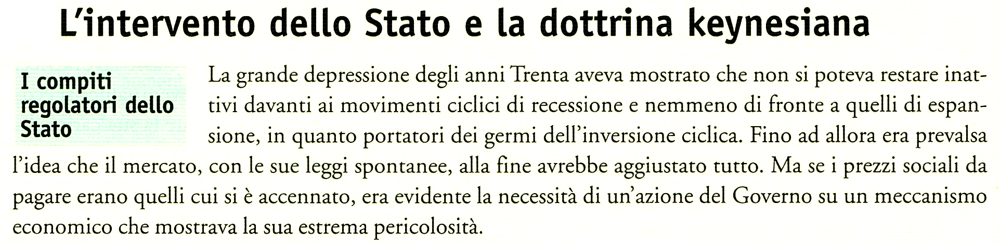 L'intervento dello Stato e la dottrina keynesiana
I compiti
regolatori dello
Stato
La grande depressione degli anni Trenta aveva mostrato che non si poteva restare inat-
tivi davanti ai movimenti ciclici di recessione e nemmeno di fronte a quelli di espan-
sione, in quanto portatori dei germi dell'inversione ciclica. Fino ad allora era prevalsa
l'idea che il mercato, con le sue leggi spontanee, alla fine avrebbe aggiustato tutto. Ma se i prezzi sociali da
pagare erano quelli cui si è accennato, era evidente la necessità di un'azione del Governo su un meccanismo
economico che mostrava la sua estrema pericolosità.